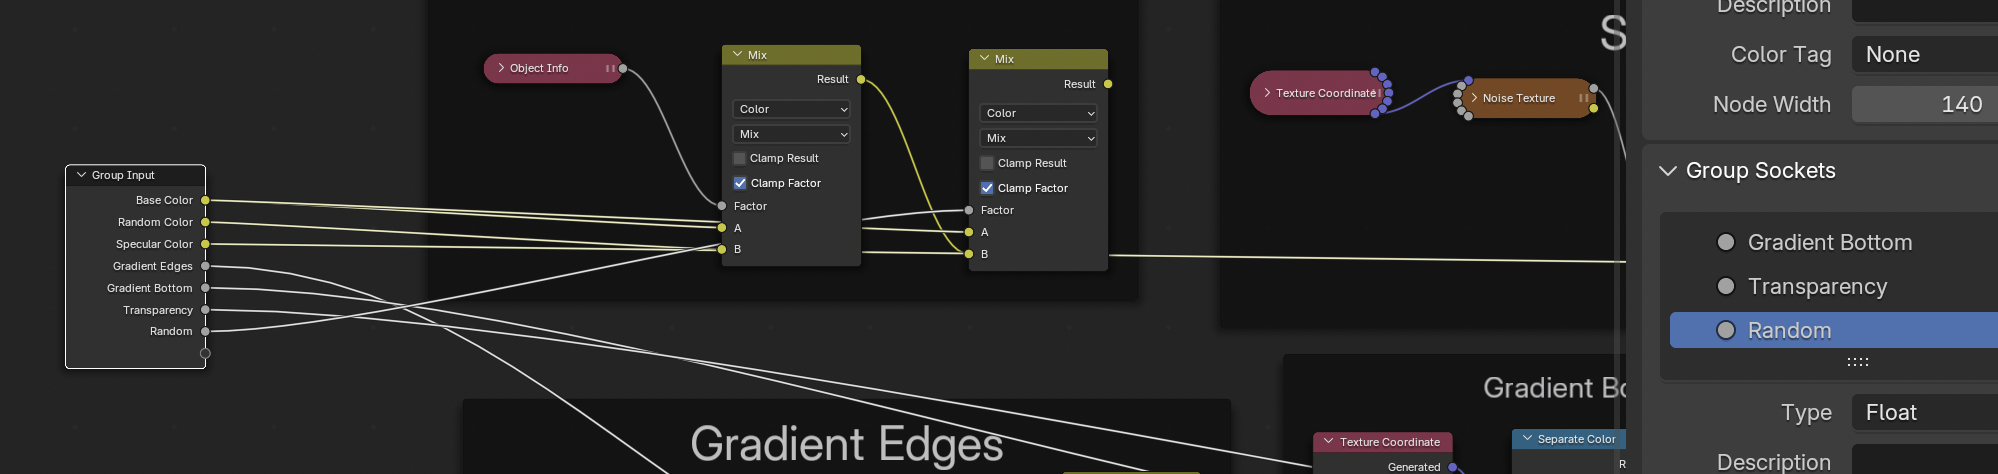 Object Info
Mix
Result
Color
Mix
Clamp Result
Clamp Factor
Factor
A
B
Mix
Result
Color
Mix
Clamp Result
Clamp Factor
Factor
A
B
Group Input
Base Color
Random Color
Specular Color
Gradient Edges
Gradient Bottom
Transparency
Random
Gradient Edges
S
Texture Coordinate
Noise Texture
Gradient Bo
Texture Coordinate
Generated
Separate Color
R
Description
Color Tag
None
Node Width
140
Group Sockets
Gradient Bottom
Transparency
Random
Type
Float
Description